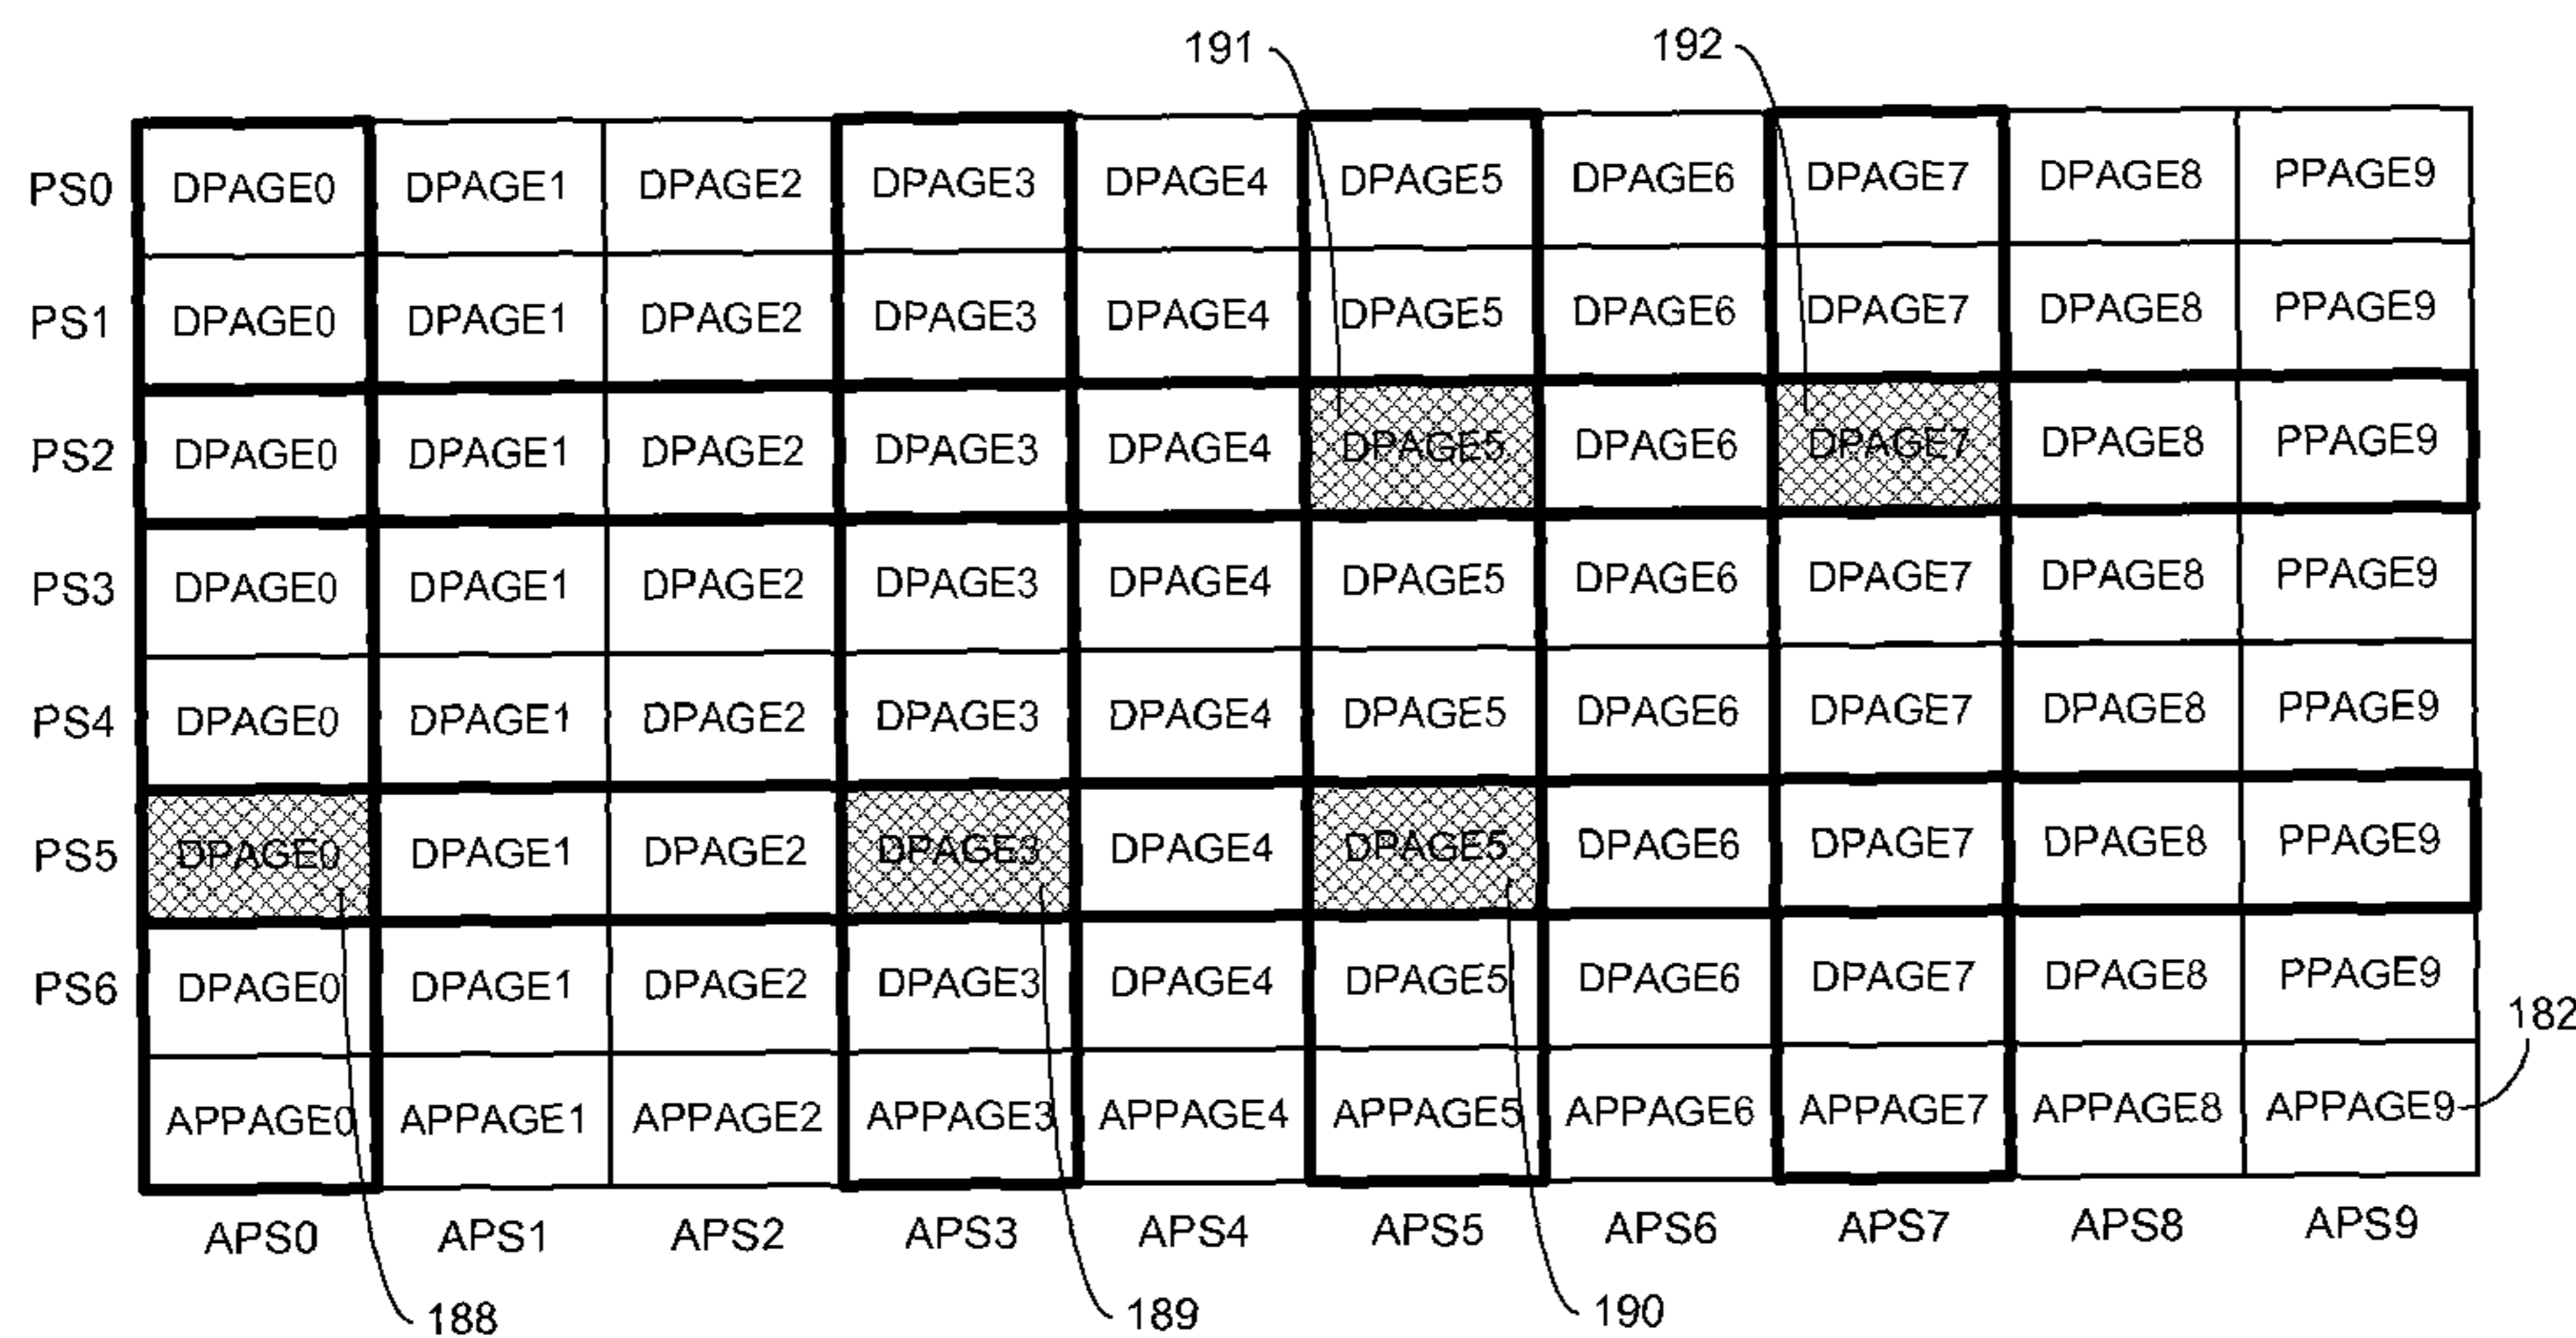 191 192
PS0 DPAGE0 DPAGE1 DPAGE2 DPAGE3 DPAGE4 DPAGE5 DPAGE6 DPAGE7 DPAGE8 PPAGE9
PS1 DPAGE0 DPAGE1 DPAGE2 DPAGE3 DPAGE4 DPAGE5 DPAGE6 DPAGE7 DPAGE8 PPAGE9
PS2 DPAGE0 DPAGE1 DPAGE2 DPAGE3 DPAGE4 DPAGE5 DPAGE6 DPAGE7 DPAGE8 PPAGE9
PS3 DPAGE0 DPAGE1 DPAGE2 DPAGE3 DPAGE4 DPAGE5 DPAGE6 DPAGE7 DPAGE8 PPAGE9
PS4 DPAGE0 DPAGE1 DPAGE2 DPAGE3 DPAGE4 DPAGE5 DPAGE6 DPAGE7 DPAGE8 PPAGE9
PS5 DPAGE0 DPAGE1 DPAGE2 DPAGE3 DPAGE4 DPAGE5 DPAGE6 DPAGE7 DPAGE8 PPAGE9
PS6 DPAGE0 DPAGE1 DPAGE2 DPAGE3 DPAGE4 DPAGE5 DPAGE6 DPAGE7 DPAGE8 PPAGE9
182
APPAGE0 APPAGE1 APPAGE2 APPAGE3 APPAGE4 APPAGE5 APPAGE6 APPAGE7 APPAGE8 APPAGE9
APS0 APS1 APS2 APS3 APS4 APS5 APS6 APS7 APS8 APS9
188 189 190